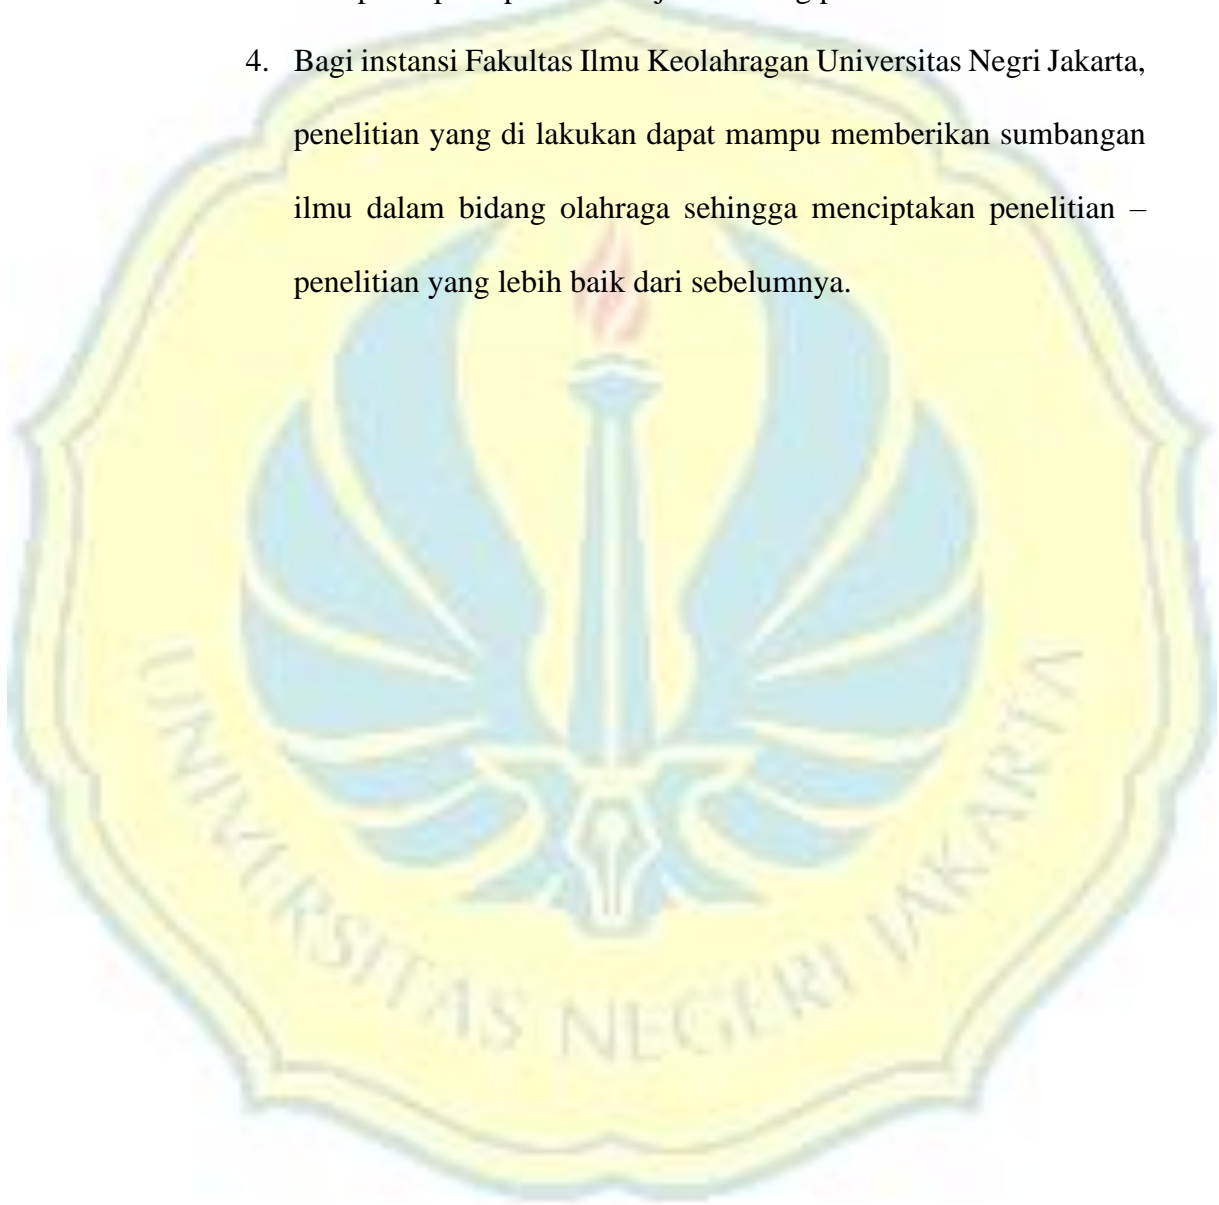 4. Bagi instansi Fakultas Ilmu Keolahragan Universitas Negri Jakarta,
penelitian yang di lakukan dapat mampu memberikan sumbangan
ilmu dalam bidang olahraga sehingga menciptakan penelitian –
penelitian yang lebih baik dari sebelumnya.
UNIVERSITAS NEGERI JAKARTA